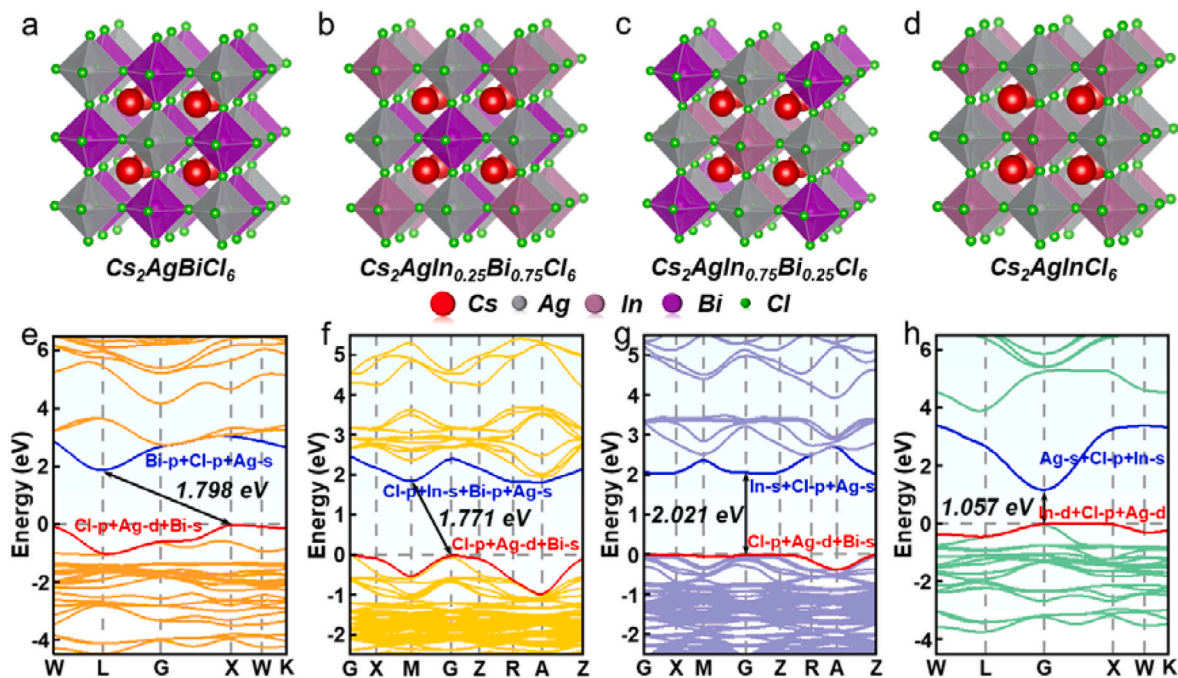 a b c d
Cs2AgBiCl6 Cs2AgIn0.25Bi0.75Cl6 Cs2AgIn0.75Bi0.25Cl6 Cs2AgInCl6
Cs Ag In Bi Cl
e
Energy (eV)
6
4
2
0
-2
-4
Bi-p+Cl-p+Ag-s
1.798 eV
Cl-p+Ag-d+Bi-s
W L G X W K
f
Energy (eV)
5
4
3
2
1
0
-1
-2
Cl-p+In-s+Bi-p+Ag-s
1.771 eV
Cl-p+Ag-d+Bi-s
G X M G Z R A Z
g
Energy (eV)
5
4
3
2
1
0
-1
-2
In-s+Cl-p+Ag-s
2.021 eV
Cl-p+Ag-d+Bi-s
G X M G Z R A Z
h
Energy (eV)
6
4
2
0
-2
-4
Ag-s+Cl-p+In-s
1.057 eV
In-d+Cl-p+Ag-d
W L G X W K